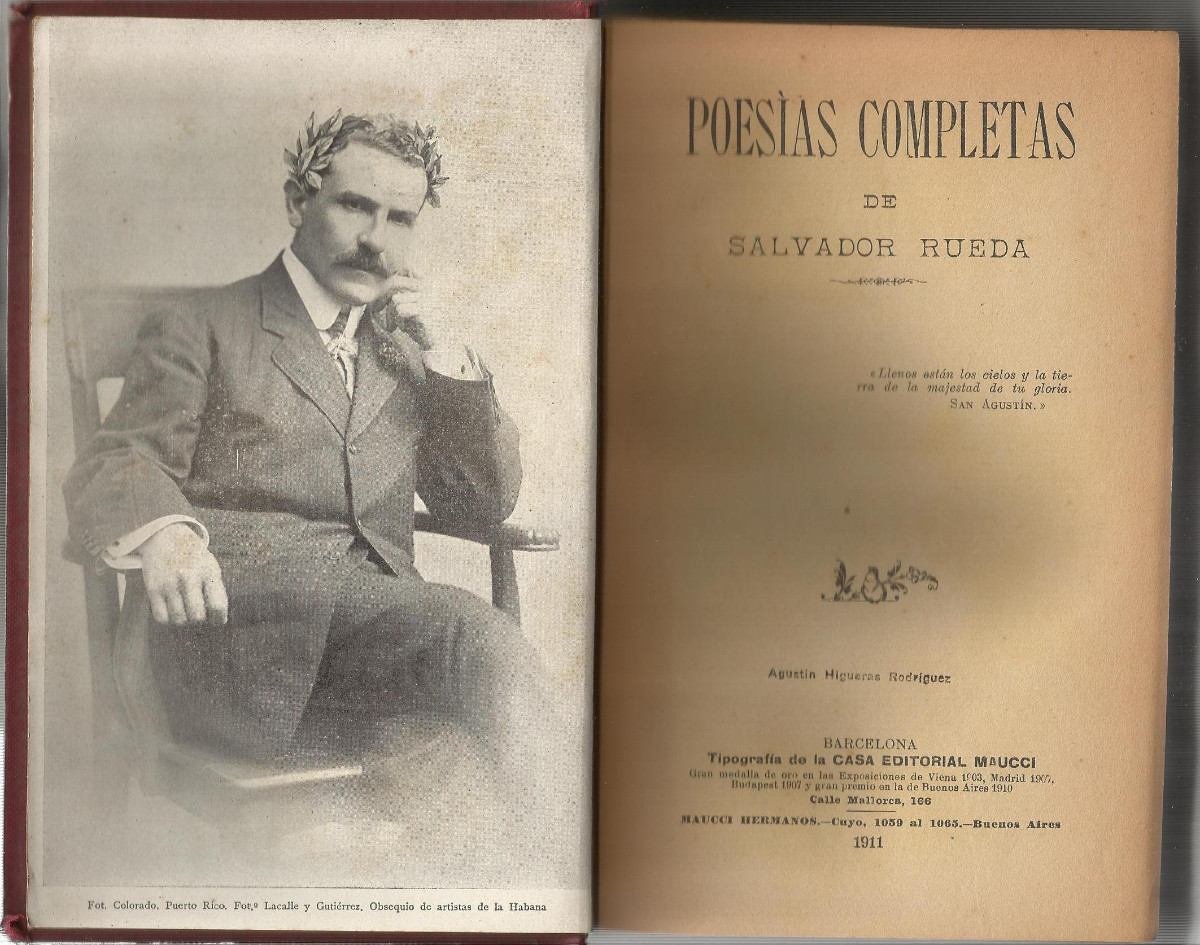 Fot. Colorado. Puerto Rico. Fot.ª Lacalle y Gutiérrez. Obsequio de artistas de la Habana
POESÌAS COMPLETAS
DE
SALVADOR RUEDA
«Llenos están los cielos y la tie-
rra de la majestad de tu gloria.
SAN AGUSTÍN.»
Agustín Higueras Rodríguez
BARCELONA
Tipografía de la CASA EDITORIAL MAUCCI
Gran medalla de oro en las Exposiciones de Viena 1903, Madrid 1907,
Budapest 1907 y gran premio en la de Buenos Aires 1910
Calle Mallorca, 166
MAUCCI HERMANOS.—Cuyo, 1059 al 1065.—Buenos Aires
1911